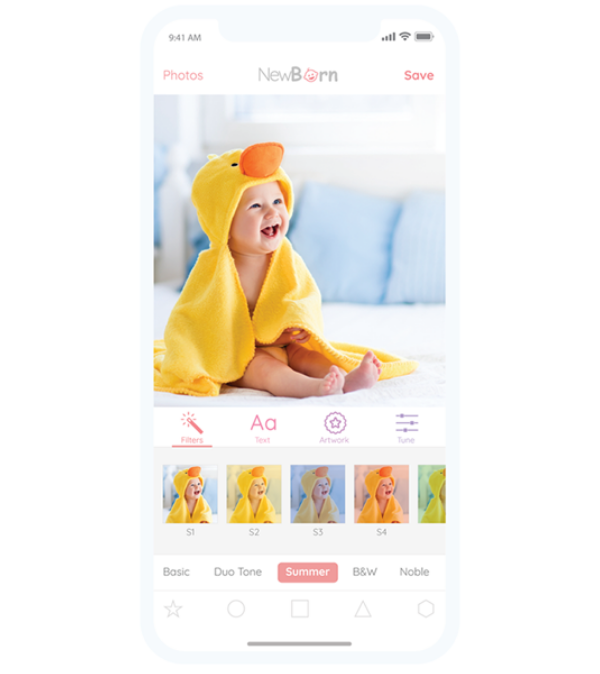 9:41 AM
Photos NewBorn Save
Aa
Filters Text Artwork Tune
S1 S2 S3 S4
Basic Duo Tone Summer B&W Noble